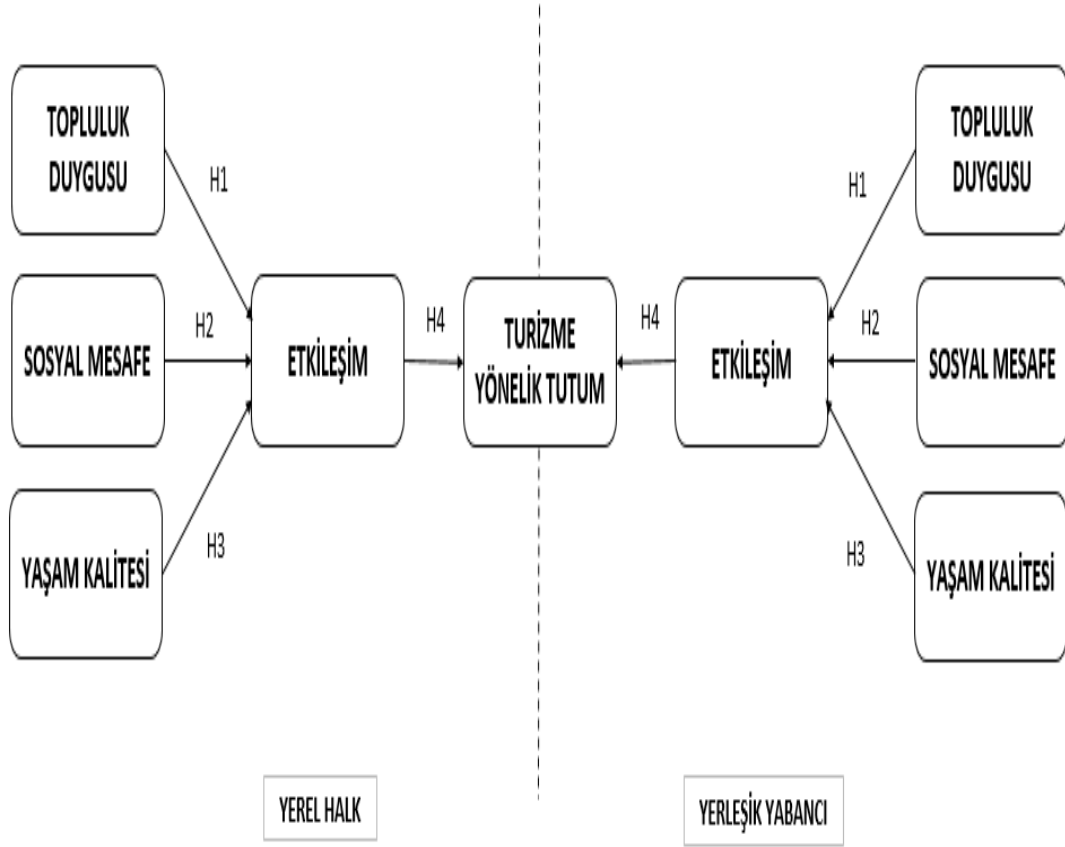 TOPLULUK
DUYGUSU
H1
SOSYAL MESAFE
H2
YAŞAM KALİTESİ
H3
ETKİLEŞİM
H4
TURİZME
YÖNELİK TUTUM
H4
ETKİLEŞİM
TOPLULUK
DUYGUSU
H1
SOSYAL MESAFE
H2
YAŞAM KALİTESİ
H3
YEREL HALK
YERLEŞİK YABANCI